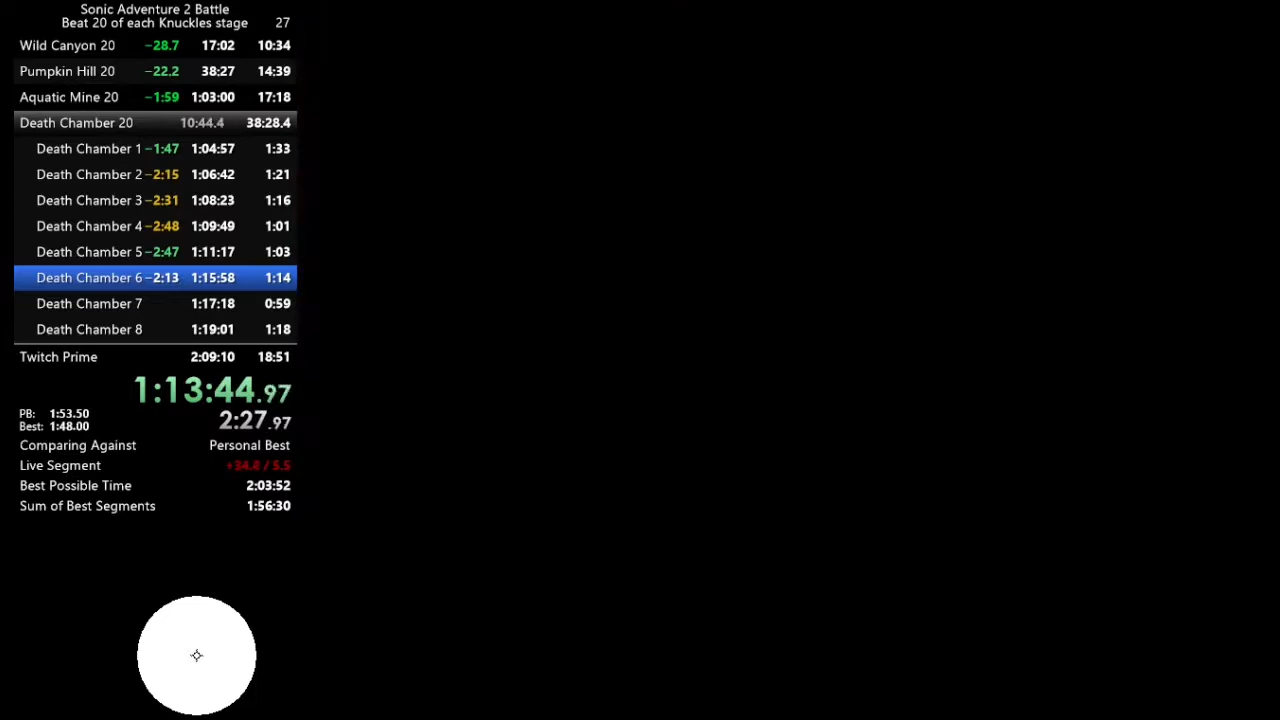 Sonic Adventure 2 Battle
Beat 20 of each Knuckles stage 27
Wild Canyon 20 −28.7 17:02 10:34
Pumpkin Hill 20 −22.2 38:27 14:39
Aquatic Mine 20 −1:59 1:03:00 17:18
Death Chamber 20 10:44.4 38:28.4
Death Chamber 1 −1:47 1:04:57 1:33
Death Chamber 2 −2:15 1:06:42 1:21
Death Chamber 3 −2:31 1:08:23 1:16
Death Chamber 4 −2:48 1:09:49 1:01
Death Chamber 5 −2:47 1:11:17 1:03
Death Chamber 6 −2:13 1:15:58 1:14
Death Chamber 7 1:17:18 0:59
Death Chamber 8 1:19:01 1:18
Twitch Prime 2:09:10 18:51
1:13:44.97
PB: 1:53.50 2:27.97
Best: 1:48.00
Comparing Against Personal Best
Live Segment +34.4 / 5.5
Best Possible Time 2:03:52
Sum of Best Segments 1:56:30